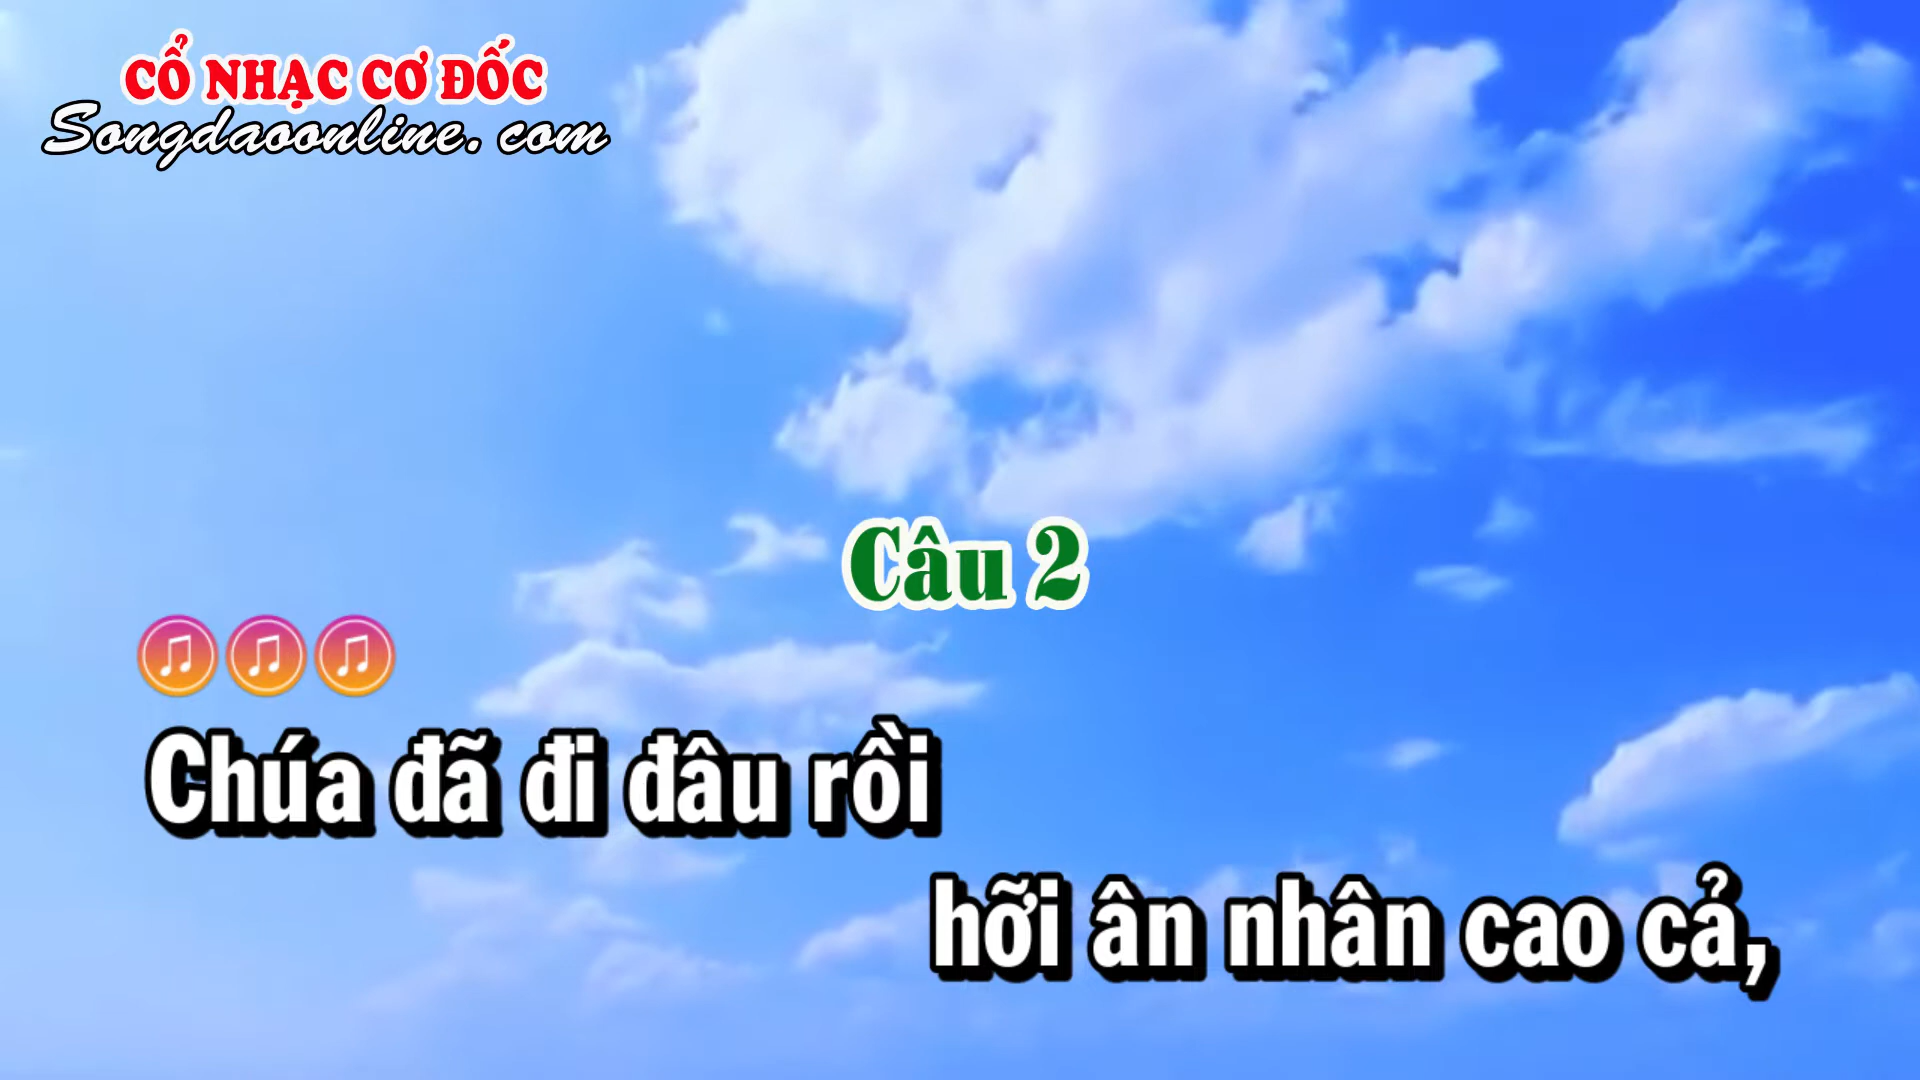 CỔ NHẠC CƠ ĐỐC
Songdaoonline. com
Câu 2
Chúa đã đi đâu rồi
hỡi ân nhân cao cả,